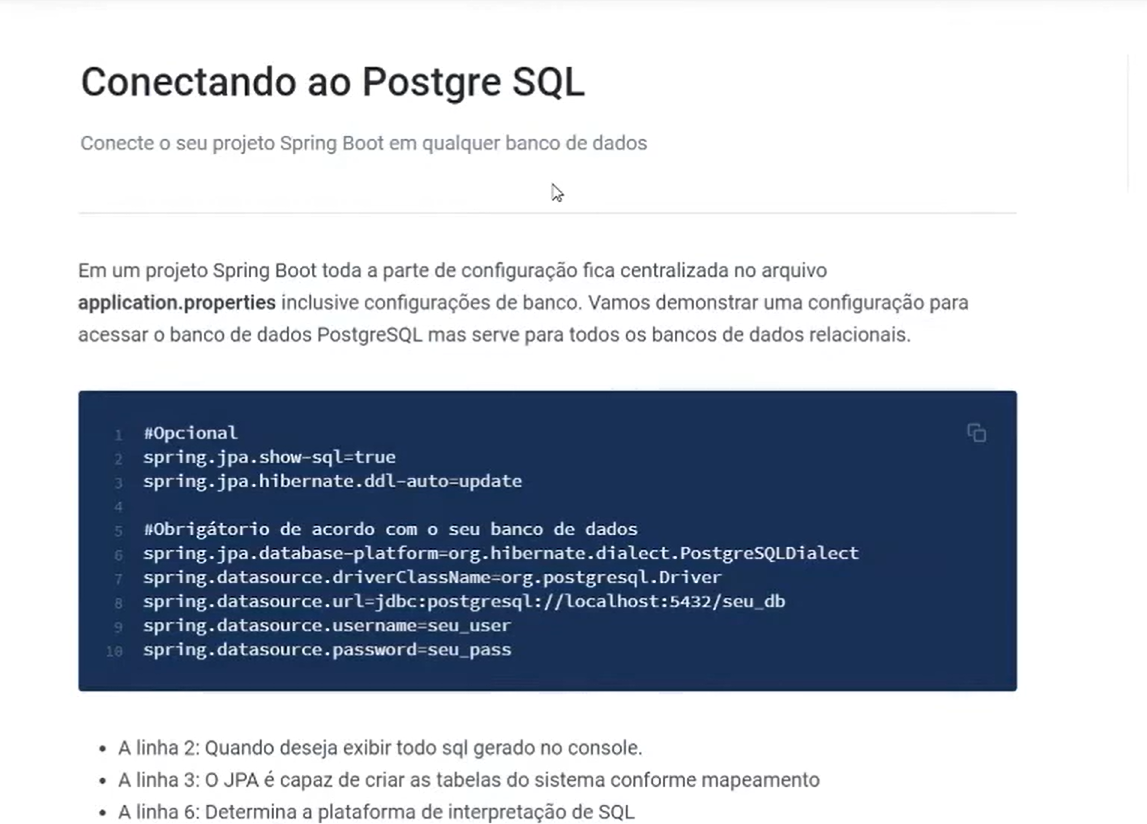 Conectando ao Postgre SQL
Conecte o seu projeto Spring Boot em qualquer banco de dados
Em um projeto Spring Boot toda a parte de configuração fica centralizada no arquivo
application.properties inclusive configurações de banco. Vamos demonstrar uma configuração para
acessar o banco de dados PostgreSQL mas serve para todos os bancos de dados relacionais.
1 #Opcional
2 spring.jpa.show-sql=true
3 spring.jpa.hibernate.ddl-auto=update
4
5 #Obrigátorio de acordo com o seu banco de dados
6 spring.jpa.database-platform=org.hibernate.dialect.PostgreSQLDialect
7 spring.datasource.driverClassName=org.postgresql.Driver
8 spring.datasource.url=jdbc:postgresql://localhost:5432/seu_db
9 spring.datasource.username=seu_user
10 spring.datasource.password=seu_pass
• A linha 2: Quando deseja exibir todo sql gerado no console.
• A linha 3: O JPA é capaz de criar as tabelas do sistema conforme mapeamento
• A linha 6: Determina a plataforma de interpretação de SQL